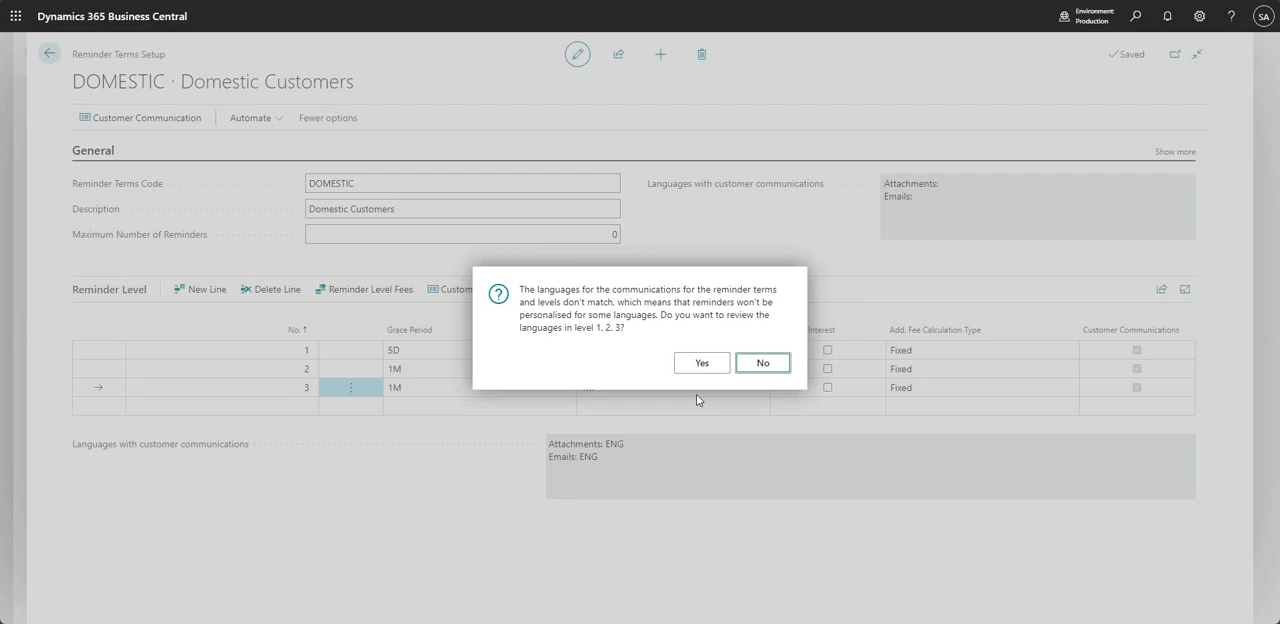 Dynamics 365 Business Central
Environment:
Production
?
SA
Reminder Terms Setup
Saved
DOMESTIC · Domestic Customers
Customer Communication
Automate
Fewer options
General
Show more
Reminder Terms Code
DOMESTIC
Languages with customer communications
Attachments:
Emails:
Description
Domestic Customers
Maximum Number of Reminders
0
The languages for the communications for the reminder terms
and levels don't match, which means that reminders won't be
personalised for some languages. Do you want to review the
languages in level 1, 2, 3?
Yes
No
Reminder Level
New Line
Delete Line
Reminder Level Fees
Custom
No. ↑
Grace Period
Interest
Add. Fee Calculation Type
Customer Communications
1 5D Fixed
2 1M Fixed
3 1M Fixed
Languages with customer communications
Attachments: ENG
Emails: ENG